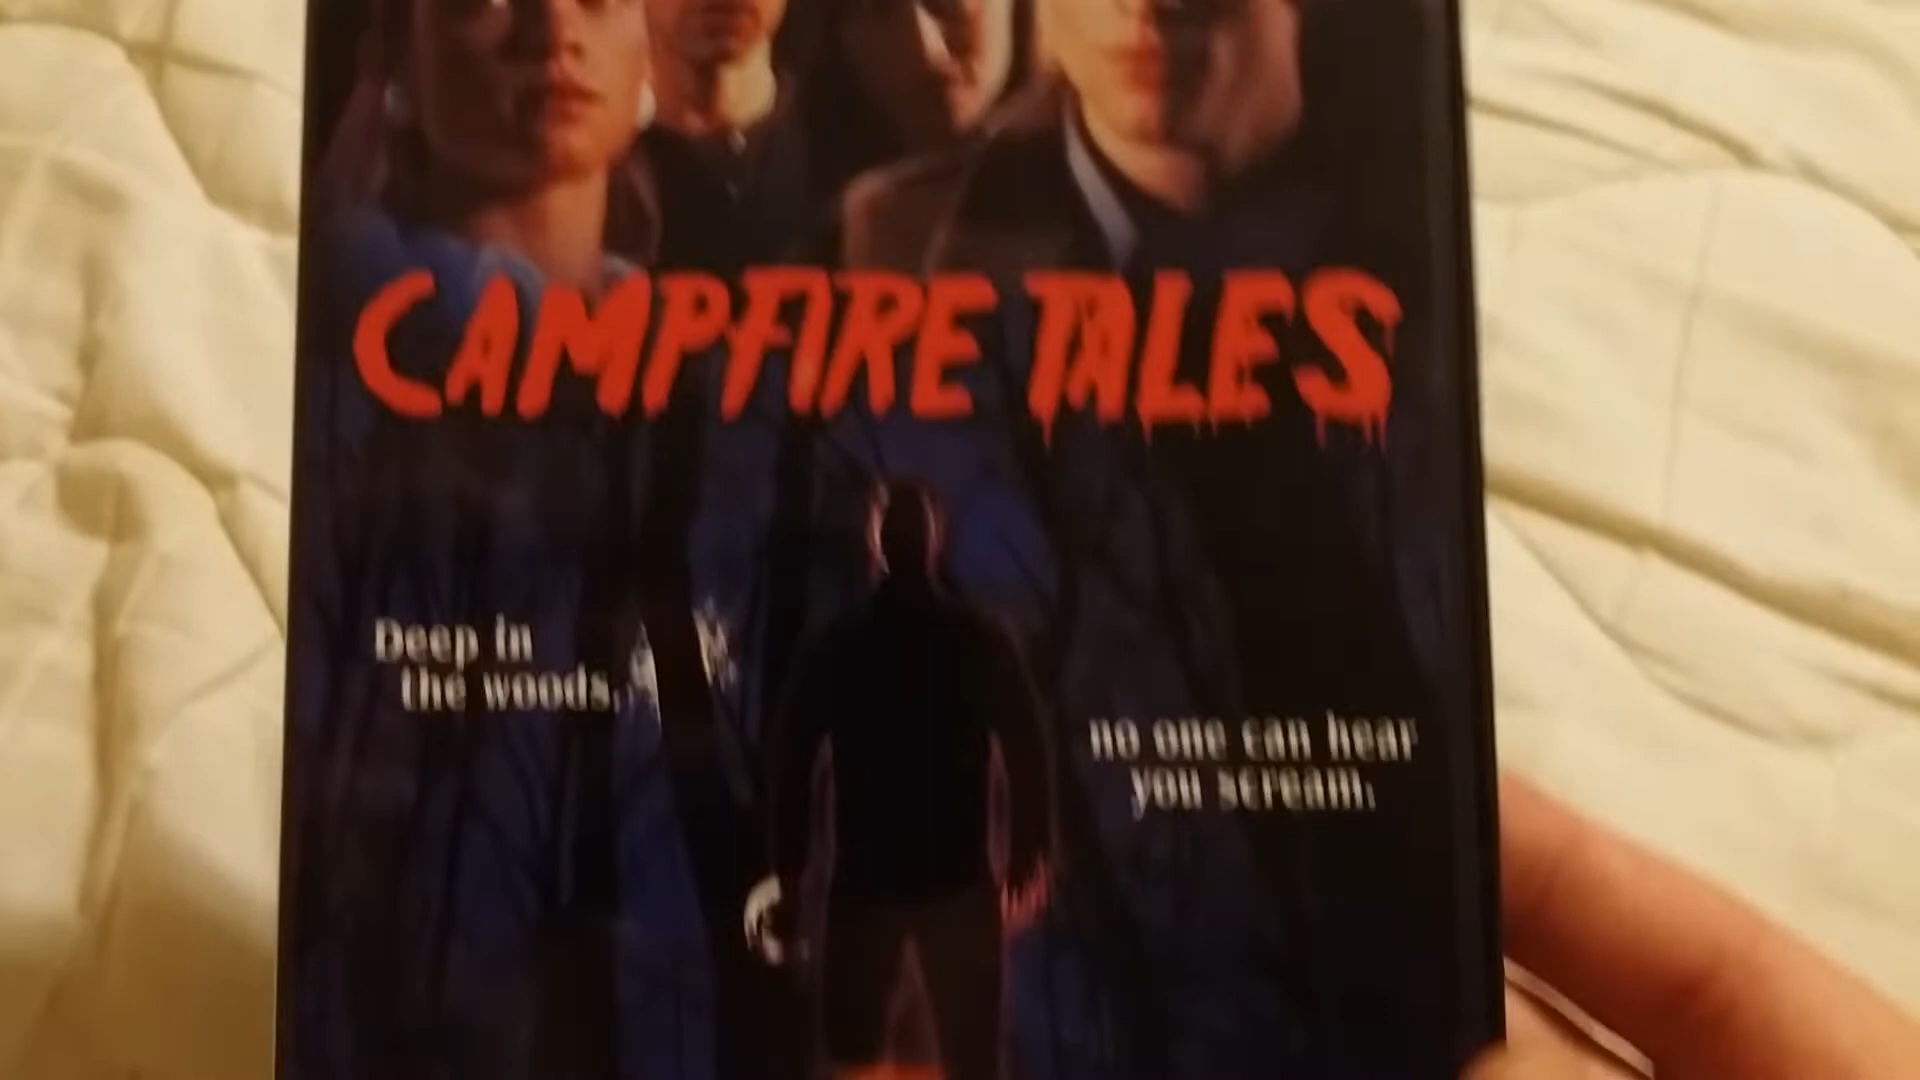 CAMPFIRE TALES
Deep in
the woods,
no one can hear
you scream.